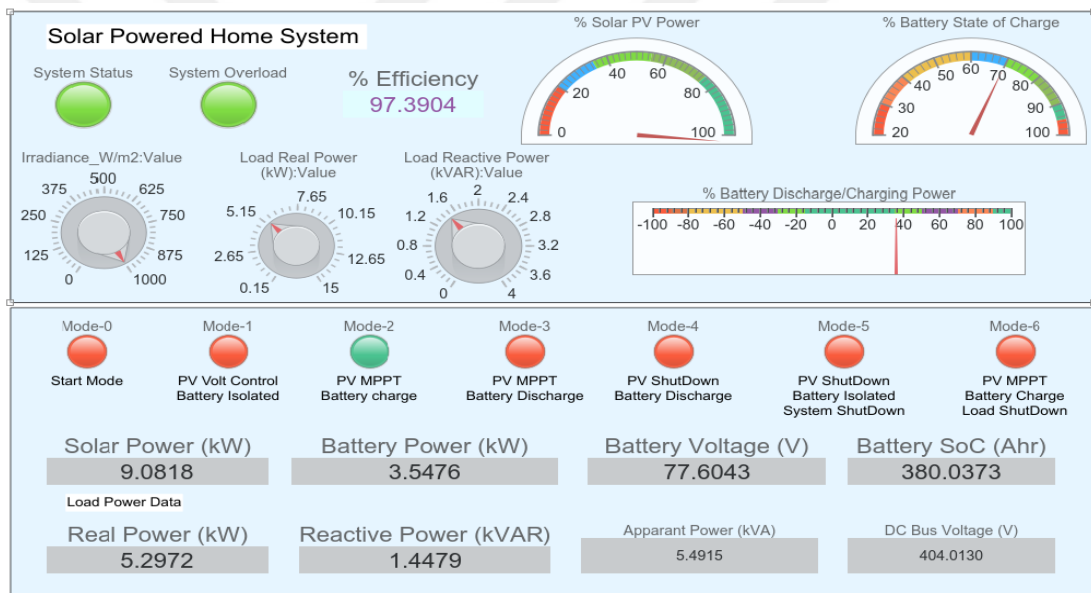 Solar Powered Home System
% Solar PV Power
% Battery State of Charge
System Status
System Overload
% Efficiency
97.3904
0 20 40 60 80 100
20 30 40 50 60 70 80 90 100
Irradiance_W/m2:Value
0 125 250 375 500 625 750 875 1000
Load Real Power
(kW):Value
0.15 2.65 5.15 7.65 10.15 12.65 15
Load Reactive Power
(kVAR):Value
0 0.4 0.8 1.2 1.6 2 2.4 2.8 3.2 3.6 4
% Battery Discharge/Charging Power
-100 -80 -60 -40 -20 0 20 40 60 80 100
Mode-0 Mode-1 Mode-2 Mode-3 Mode-4 Mode-5 Mode-6
Start Mode
PV Volt Control
Battery Isolated
PV MPPT
Battery charge
PV MPPT
Battery Discharge
PV ShutDown
Battery Discharge
PV ShutDown
Battery Isolated
System ShutDown
PV MPPT
Battery Charge
Load ShutDown
Solar Power (kW)
9.0818
Battery Power (kW)
3.5476
Battery Voltage (V)
77.6043
Battery SoC (Ahr)
380.0373
Load Power Data
Real Power (kW)
5.2972
Reactive Power (kVAR)
1.4479
Apparant Power (kVA)
5.4915
DC Bus Voltage (V)
404.0130